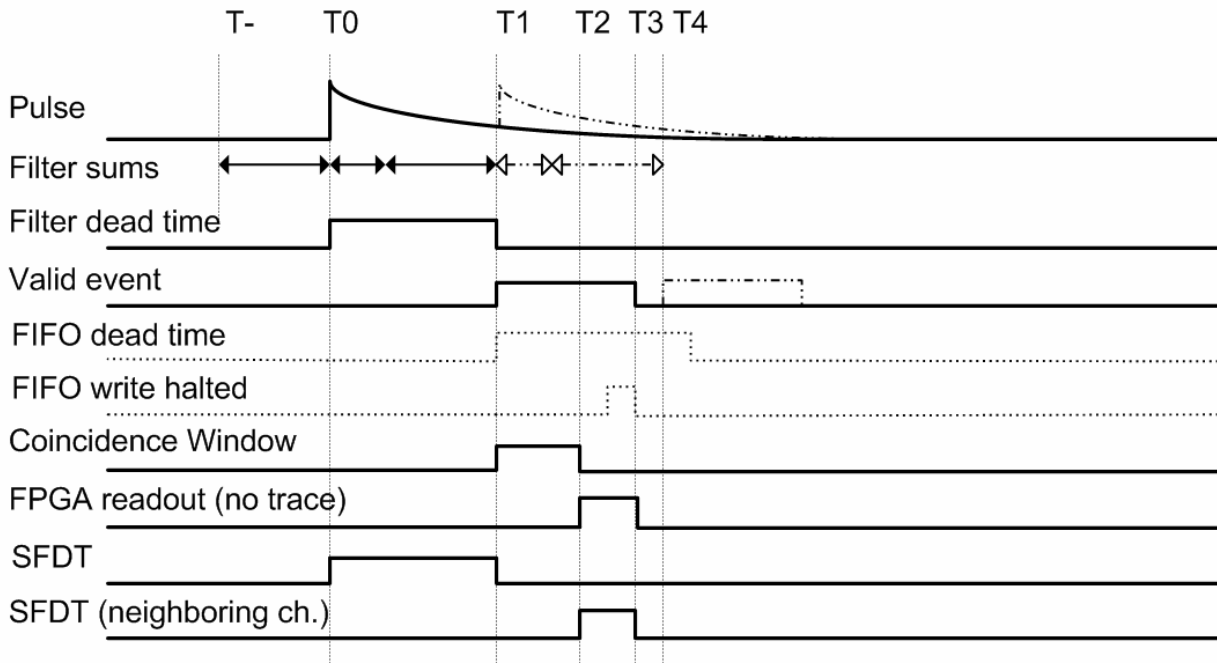 T- T0 T1 T2 T3 T4
Pulse
Filter sums
Filter dead time
Valid event
FIFO dead time
FIFO write halted
Coincidence Window
FPGA readout (no trace)
SFDT
SFDT (neighboring ch.)